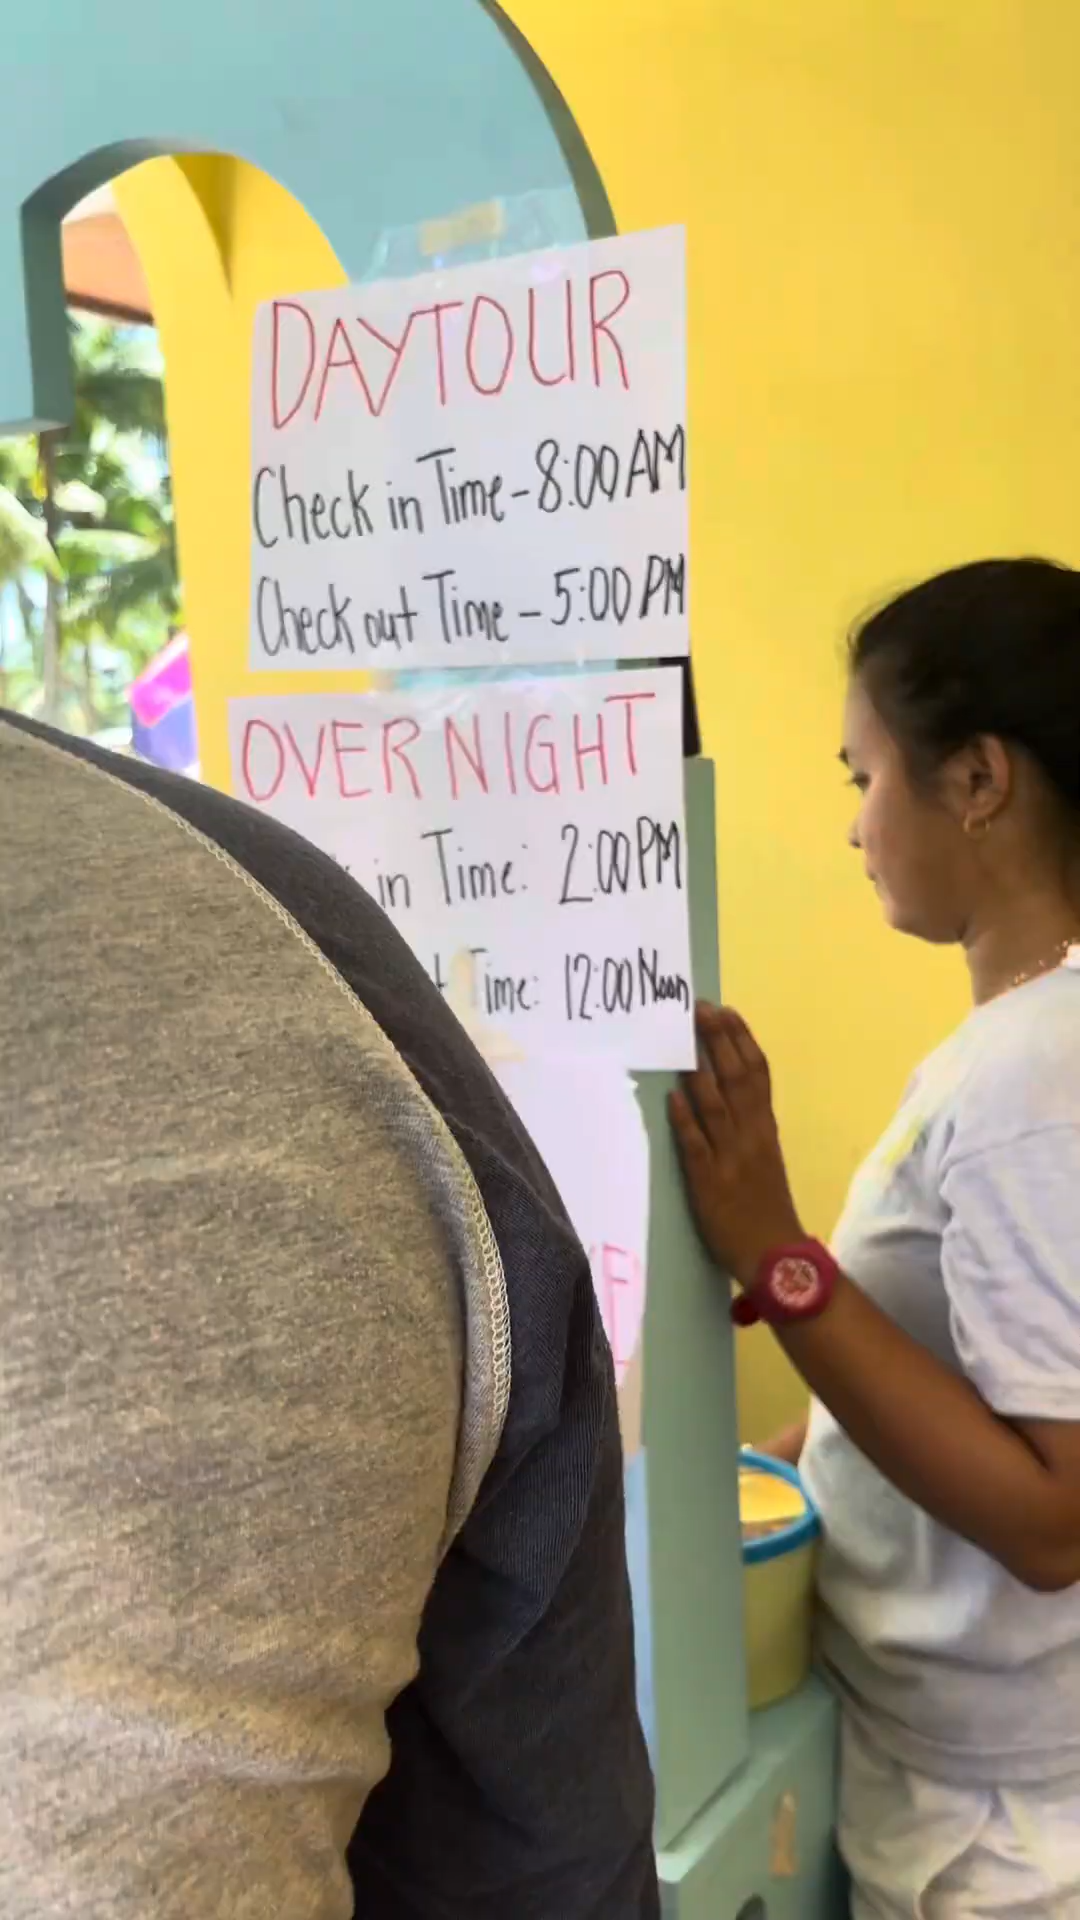 DAYTOUR
Check in Time - 8:00 AM
Check out Time - 5:00 PM
OVERNIGHT
in Time: 2:00 PM
Time: 12:00 Noon